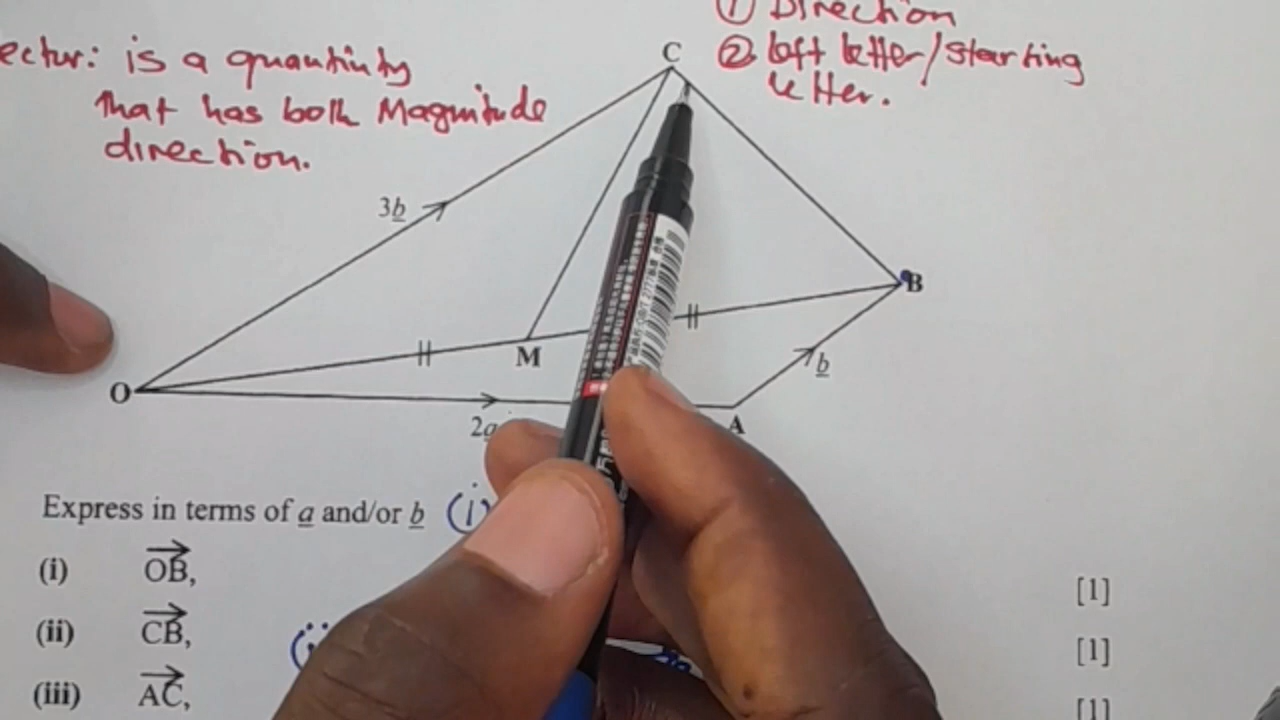 ① Direction
ector: is a quantinty
② left letter/starting
letter.
that has both Magnitude
direction.
C
3b
B
M
b
O
2a
A
Express in terms of a and/or b (i)
(i) OB, [1]
(ii) CB, [1]
(iii) AC, [1]